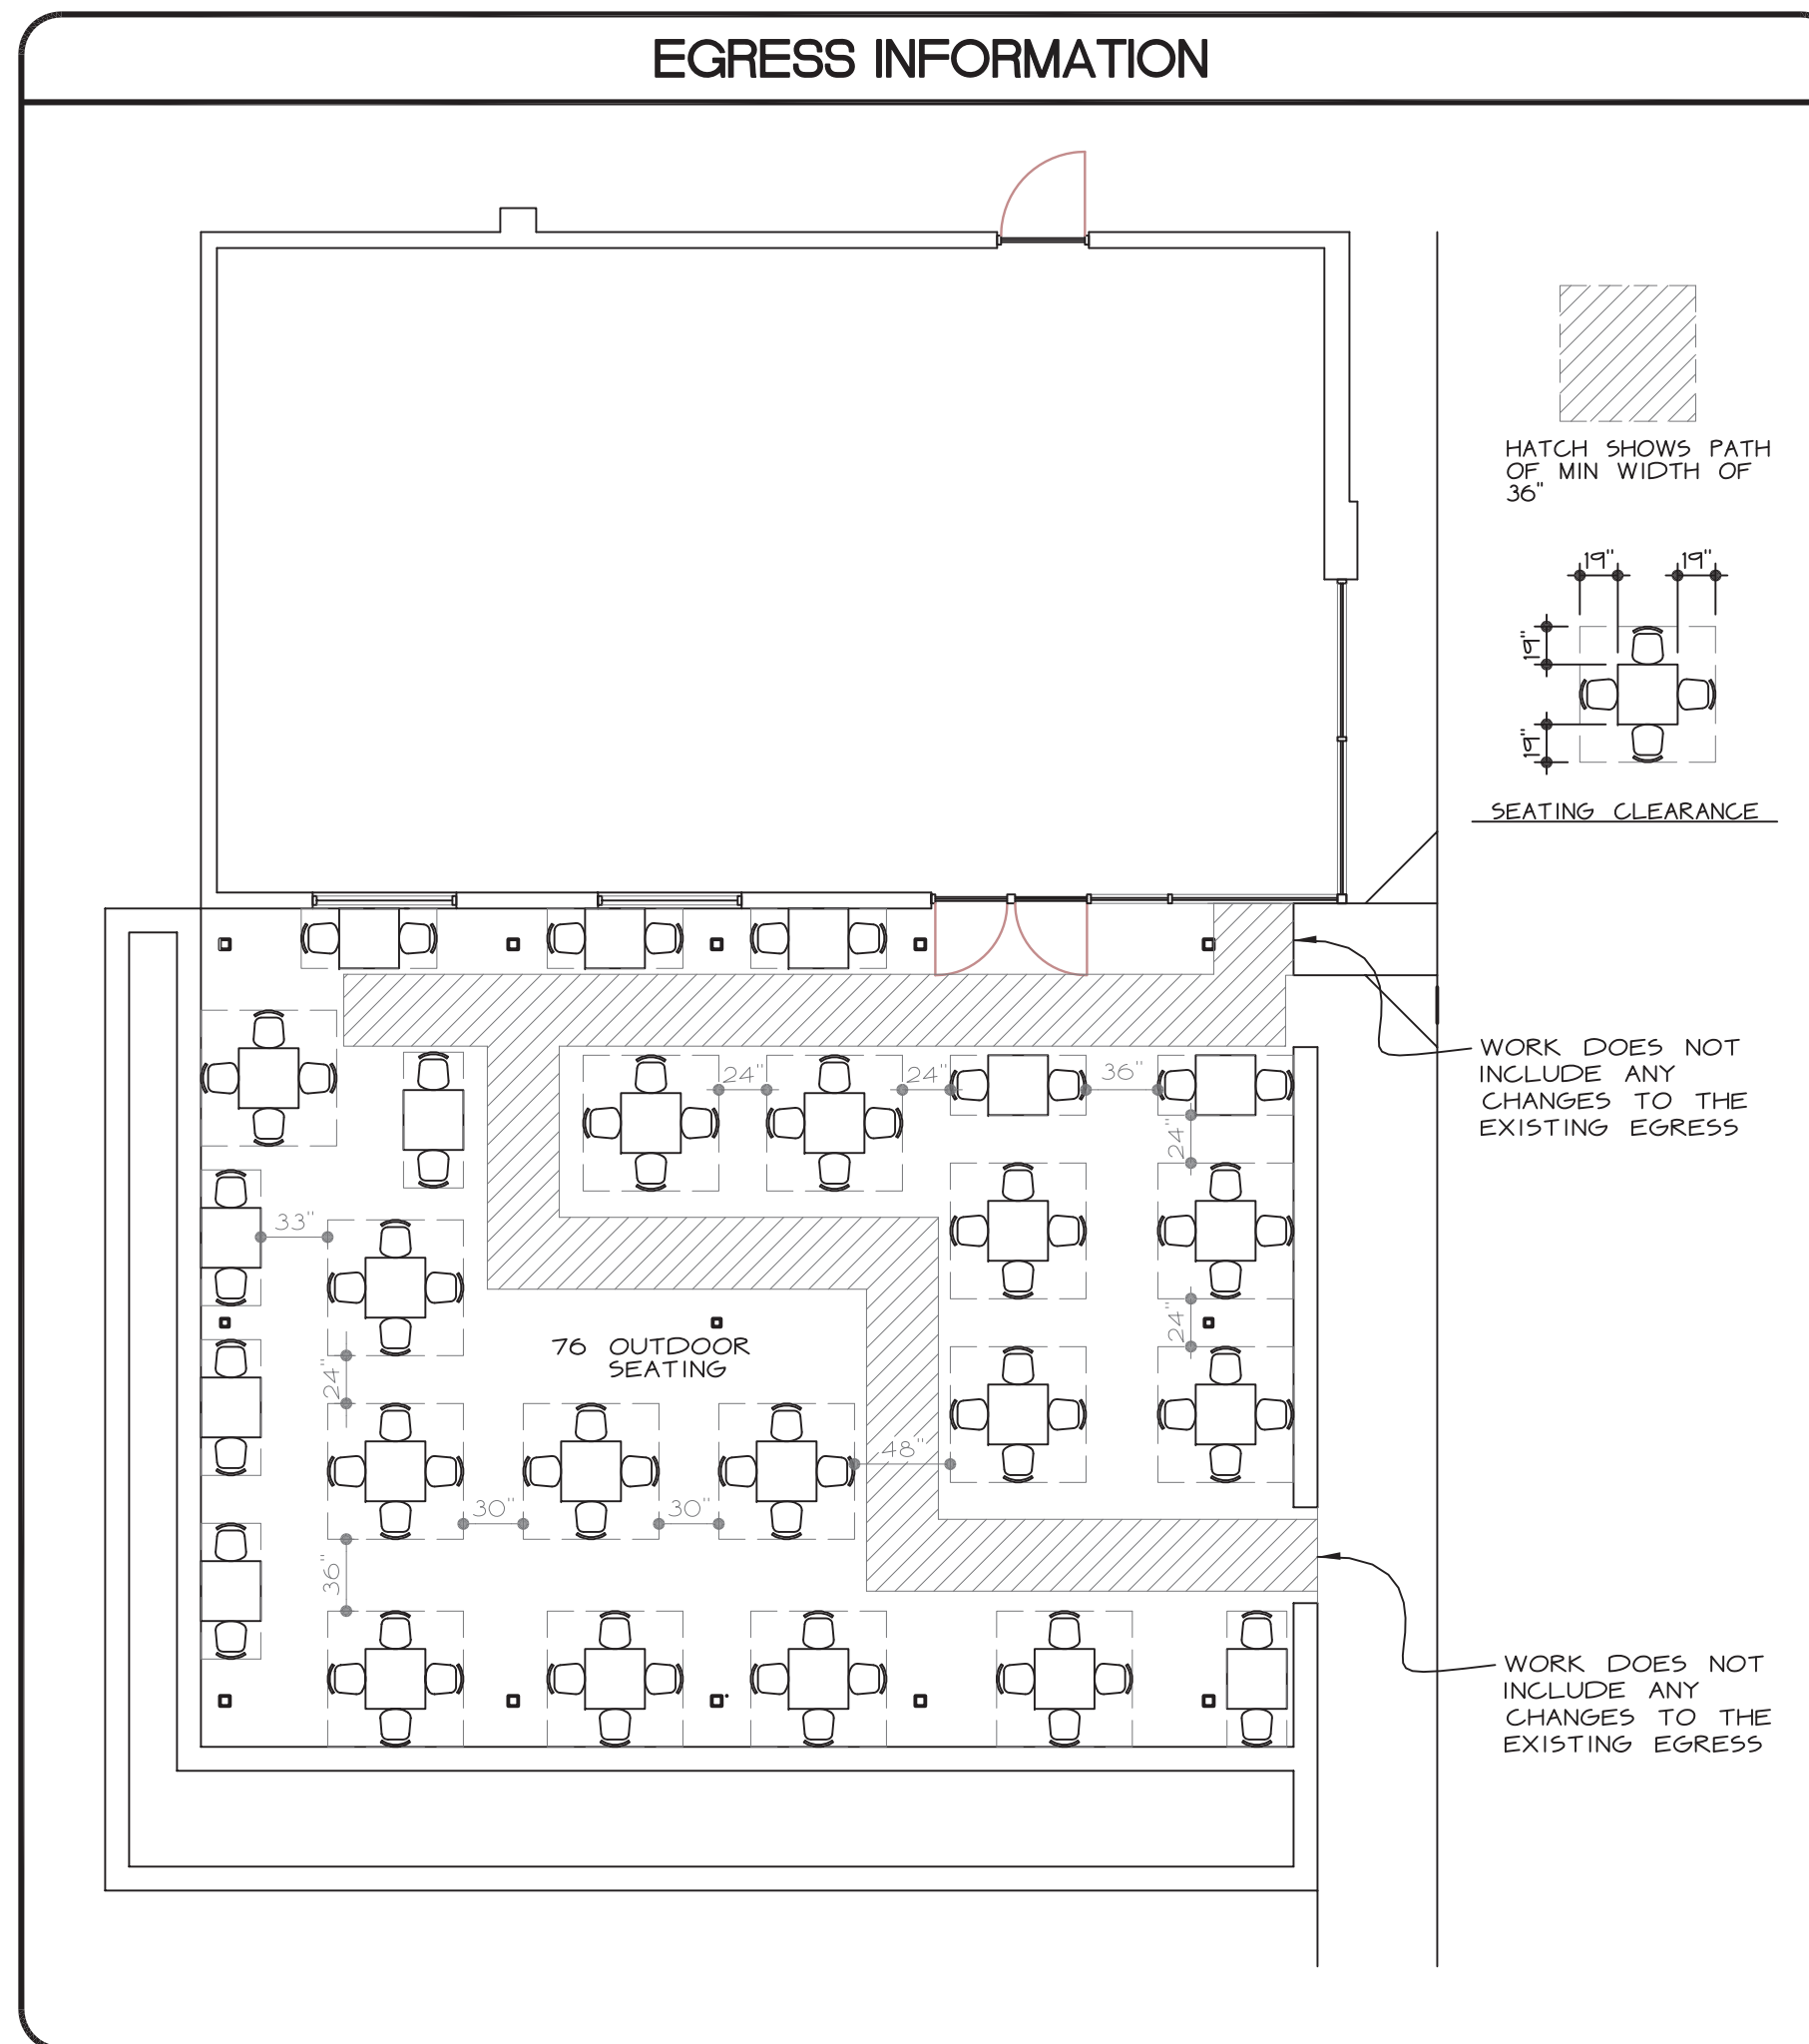 EGRESS INFORMATION
HATCH SHOWS PATH
OF MIN WIDTH OF
36"
19" 19"
19"
19"
SEATING CLEARANCE
WORK DOES NOT
INCLUDE ANY
CHANGES TO THE
EXISTING EGRESS
24" 24" 36"
24"
33"
24"
76 OUTDOOR
SEATING
24"
48"
30" 30"
36"
WORK DOES NOT
INCLUDE ANY
CHANGES TO THE
EXISTING EGRESS